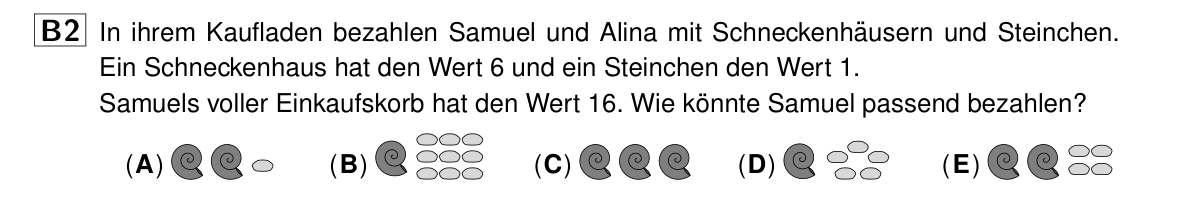 B2 In ihrem Kaufladen bezahlen Samuel und Alina mit Schneckenhäusern und Steinchen.
Ein Schneckenhaus hat den Wert 6 und ein Steinchen den Wert 1.
Samuels voller Einkaufskorb hat den Wert 16. Wie könnte Samuel passend bezahlen?
(A) (B) (C) (D) (E)